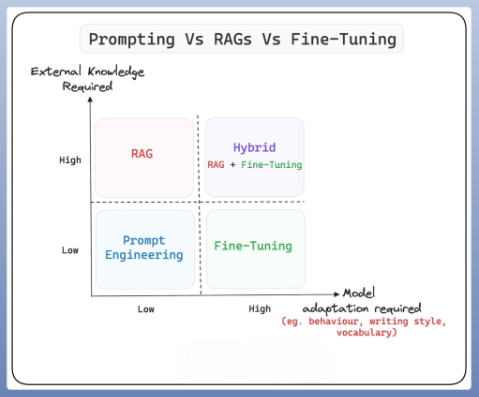 Prompting Vs RAGs Vs Fine-Tuning
External Knowledge
Required
High
RAG
Hybrid
RAG + Fine-Tuning
Low
Prompt
Engineering
Fine-Tuning
Low
High
Model
adaptation required
(eg. behaviour, writing style,
vocabulary)